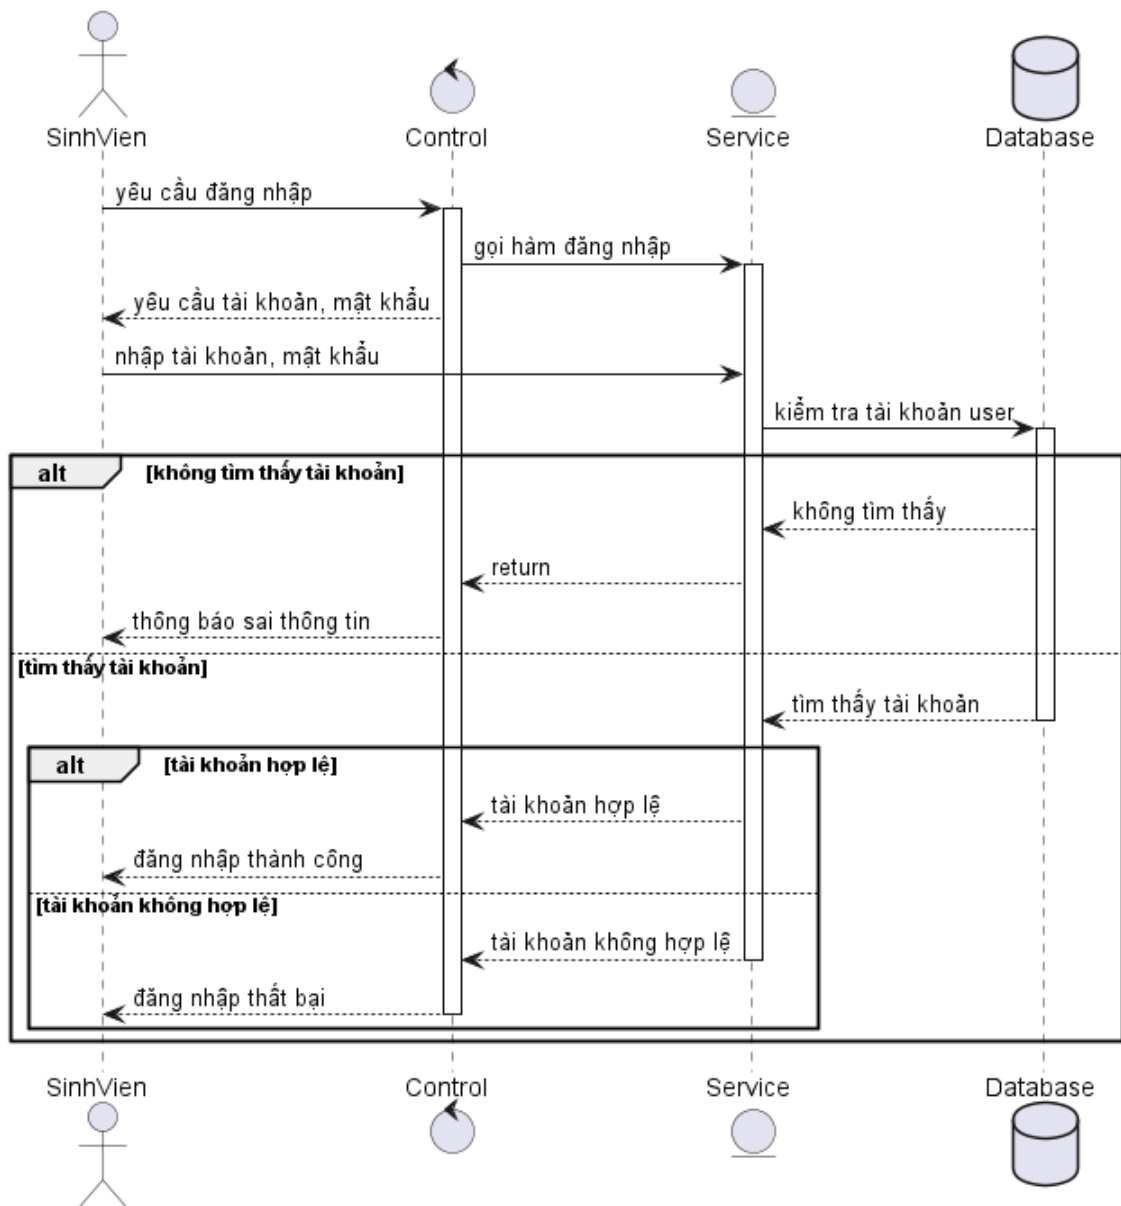 SinhVien
Control
Service
Database
yêu cầu đăng nhập
gọi hàm đăng nhập
yêu cầu tài khoản, mật khẩu
nhập tài khoản, mật khẩu
kiểm tra tài khoản user
alt
[không tìm thấy tài khoản]
không tìm thấy
return
thông báo sai thông tin
[tìm thấy tài khoản]
tìm thấy tài khoản
alt
[tài khoản hợp lệ]
tài khoản hợp lệ
đăng nhập thành công
[tài khoản không hợp lệ]
tài khoản không hợp lệ
đăng nhập thất bại
SinhVien
Control
Service
Database